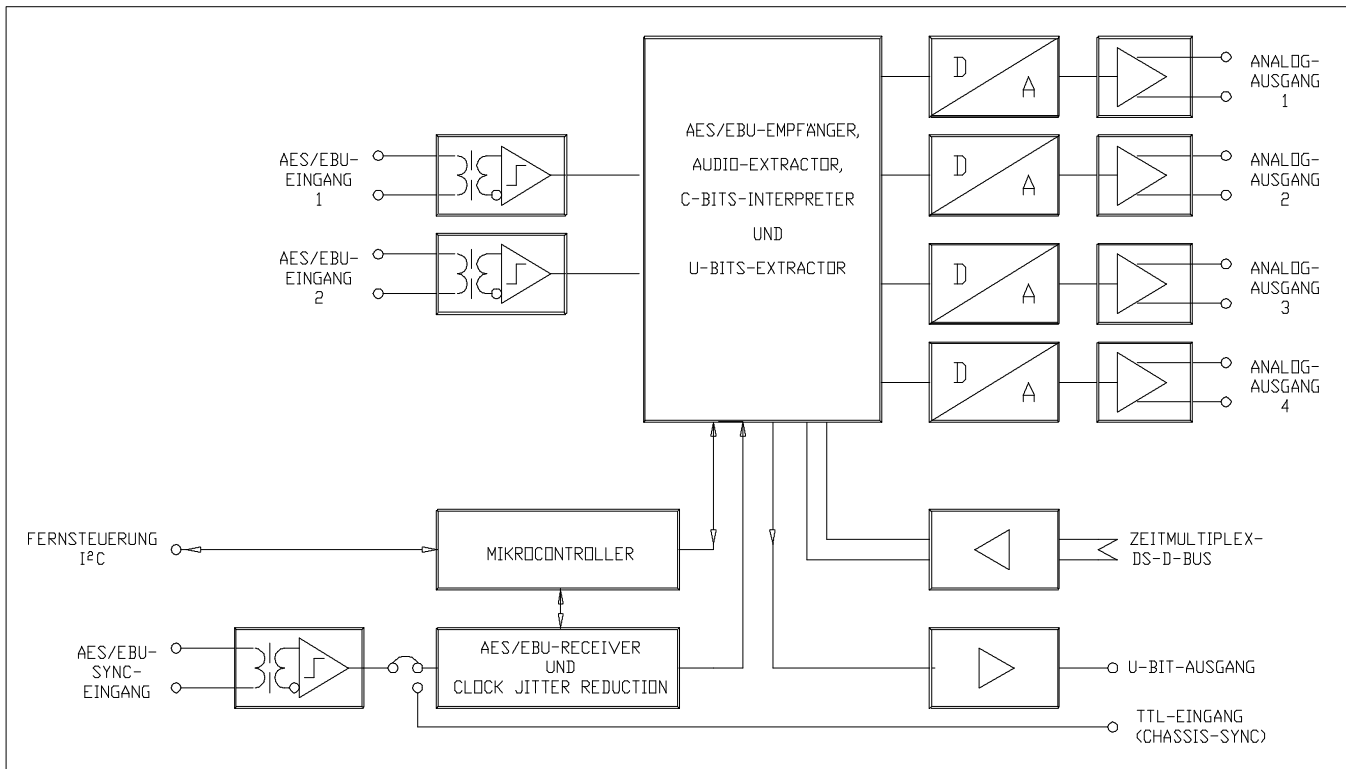 AES/EBU-
EINGANG
1
AES/EBU-
EINGANG
2
AES/EBU-EMPFÄNGER,
AUDIO-EXTRACTOR,
C-BITS-INTERPRETER
UND
U-BITS-EXTRACTOR
D
A
ANALOG-
AUSGANG
1
D
A
ANALOG-
AUSGANG
2
D
A
ANALOG-
AUSGANG
3
D
A
ANALOG-
AUSGANG
4
FERNSTEUERUNG
I²C
MIKROCONTROLLER
ZEITMULTIPLEX-
DS-D-BUS
AES/EBU-
SYNC-
EINGANG
AES/EBU-RECEIVER
UND
CLOCK JITTER REDUCTION
U-BIT-AUSGANG
TTL-EINGANG
(CHASSIS-SYNC)